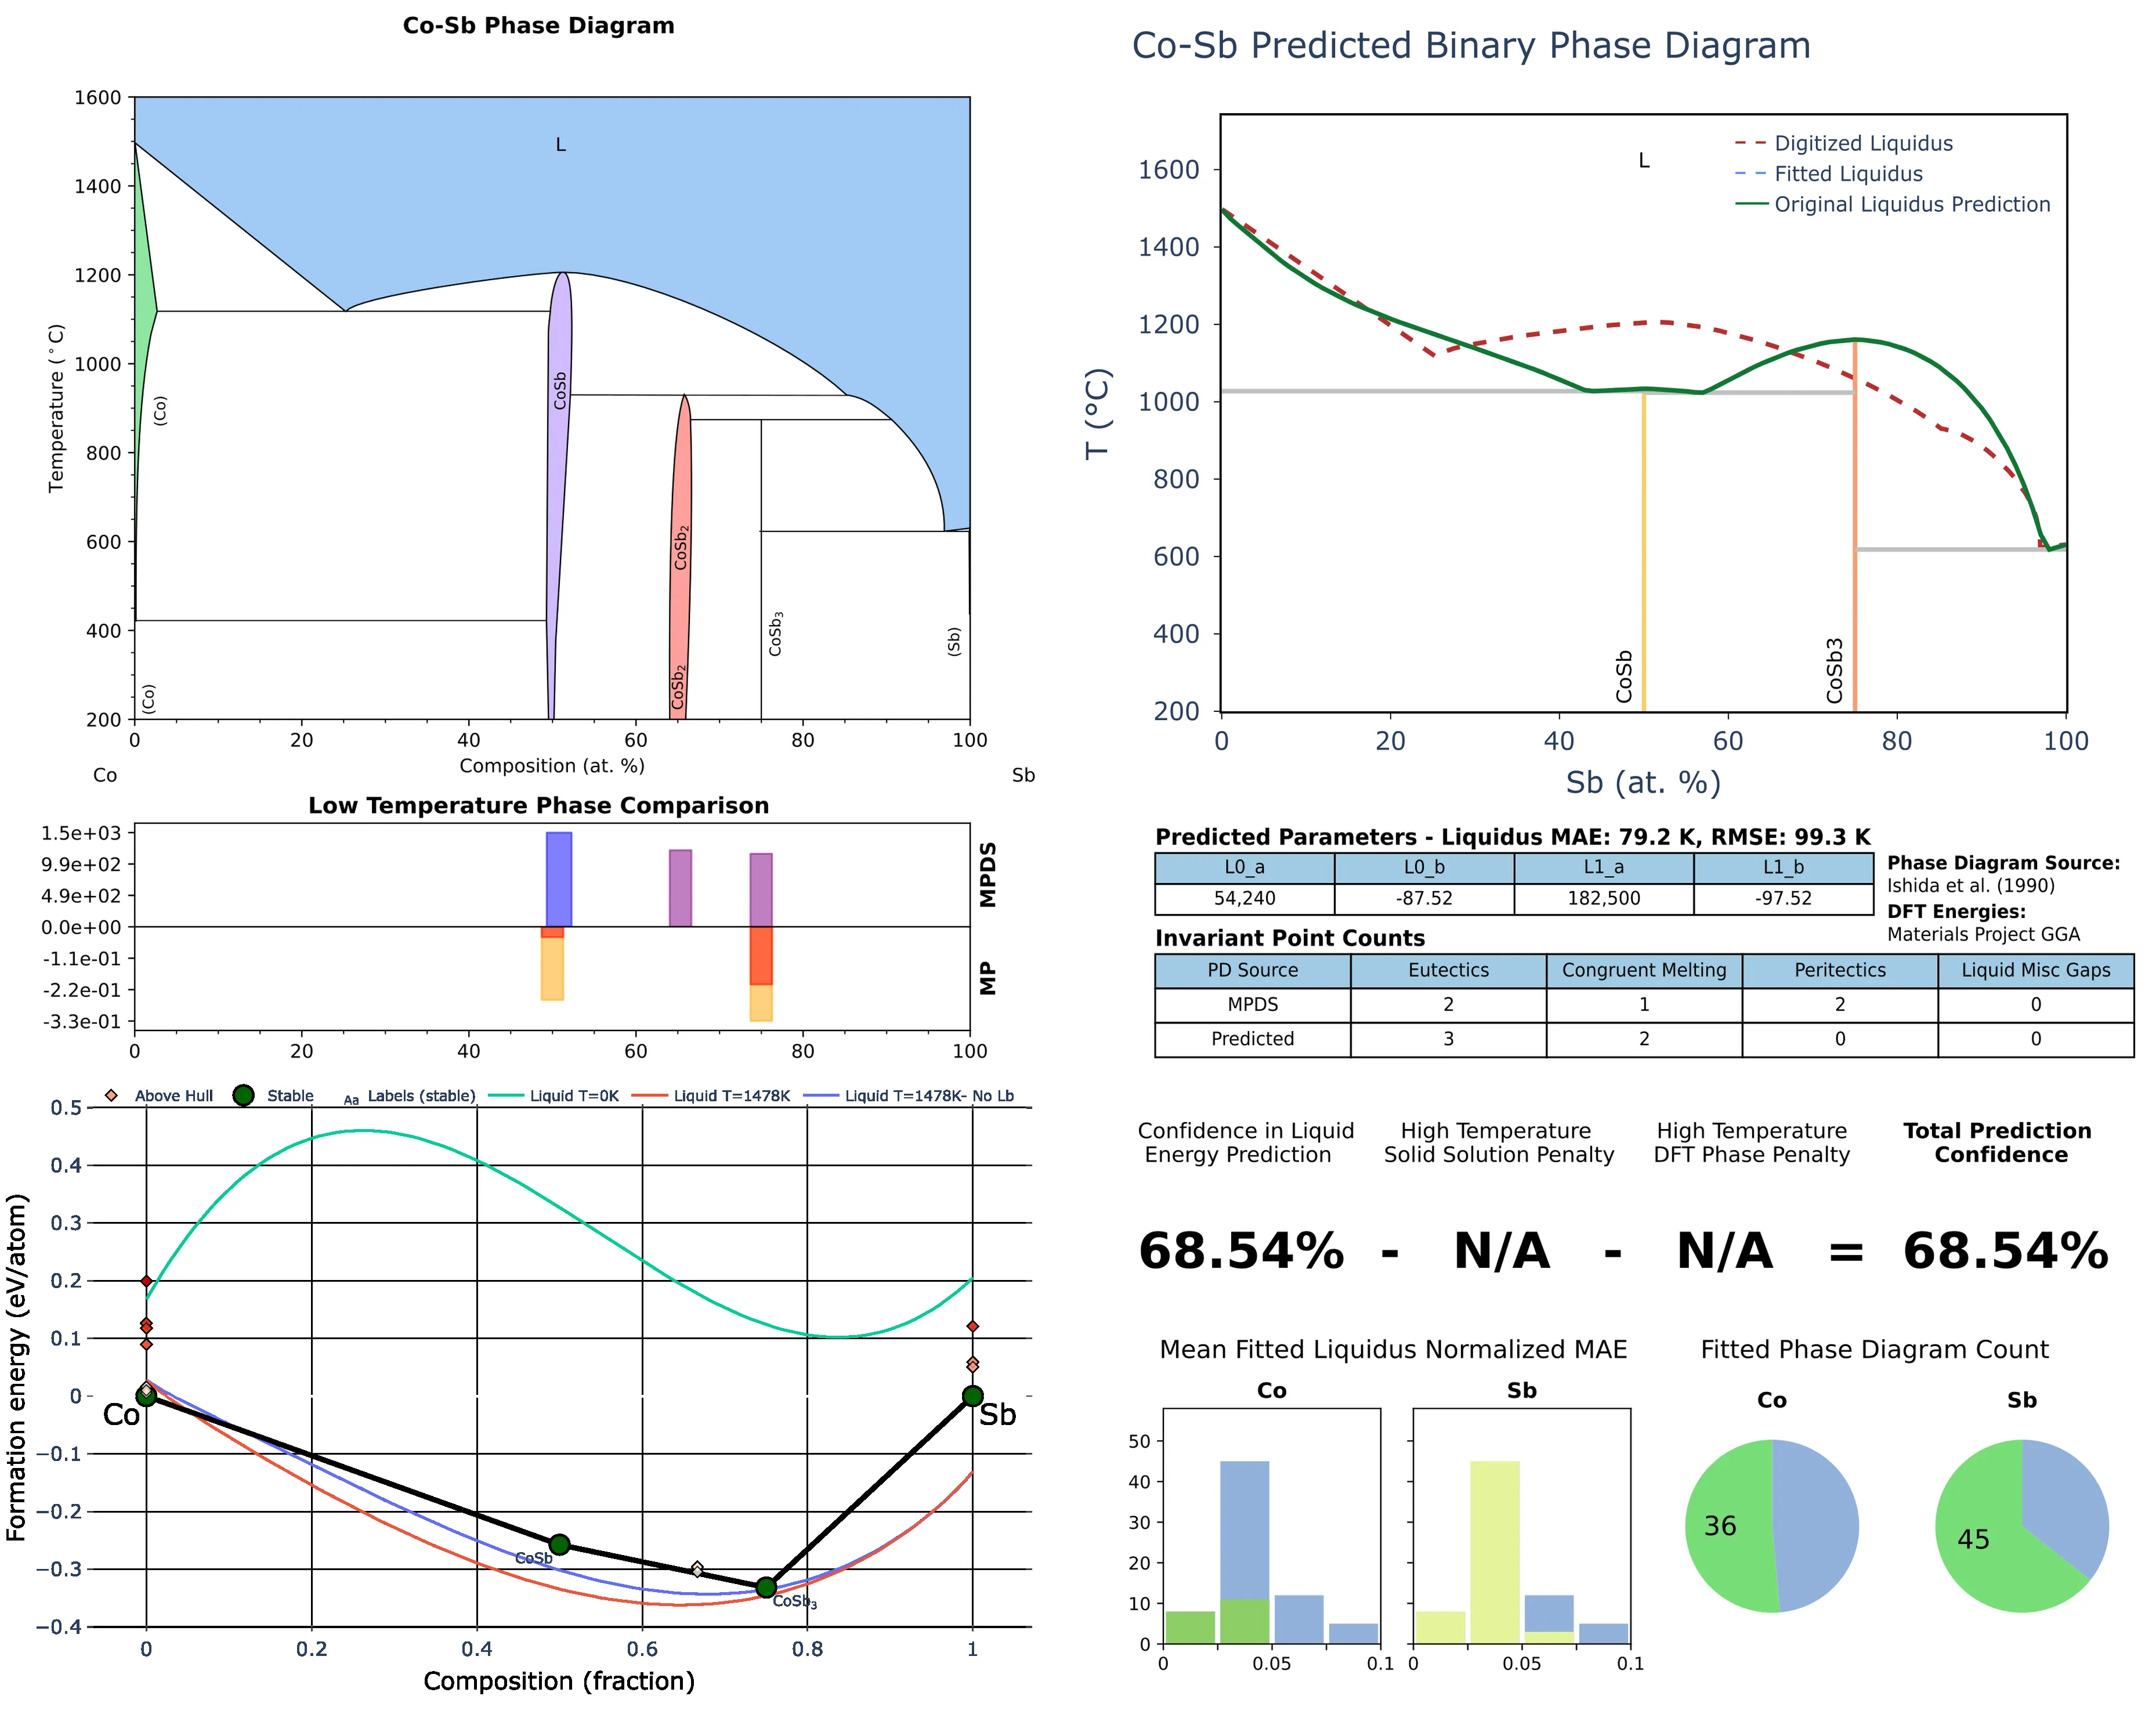 Co-Sb Phase Diagram
1600
1400
1200
1000
800
600
400
200
Temperature (°C)
L
(Co)
(Co)
CoSb
CoSb2
CoSb2
CoSb3
(Sb)
0
20
40
60
80
100
Composition (at. %)
Co
Sb
Co-Sb Predicted Binary Phase Diagram
L
Digitized Liquidus
Fitted Liquidus
Original Liquidus Prediction
1600
1400
1200
1000
800
600
400
200
T (°C)
CoSb
CoSb3
0
20
40
60
80
100
Sb (at. %)
Low Temperature Phase Comparison
1.5e+03
9.9e+02
4.9e+02
0.0e+00
-1.1e-01
-2.2e-01
-3.3e-01
MPDS
MP
0
20
40
60
80
100
Predicted Parameters - Liquidus MAE: 79.2 K, RMSE: 99.3 K
L0_a L0_b L1_a L1_b
54,240 -87.52 182,500 -97.52
Phase Diagram Source:
Ishida et al. (1990)
DFT Energies:
Materials Project GGA
Invariant Point Counts
PD Source Eutectics Congruent Melting Peritectics Liquid Misc Gaps
MPDS 2 1 2 0
Predicted 3 2 0 0
Above Hull Stable Aa Labels (stable) Liquid T=0K Liquid T=1478K Liquid T=1478K- No Lb
0.5
0.4
0.3
0.2
0.1
0
−0.1
−0.2
−0.3
−0.4
Formation energy (eV/atom)
Co
Sb
CoSb
CoSb3
0
0.2
0.4
0.6
0.8
1
Composition (fraction)
Confidence in Liquid
Energy Prediction
High Temperature
Solid Solution Penalty
High Temperature
DFT Phase Penalty
Total Prediction
Confidence
68.54% - N/A - N/A = 68.54%
Mean Fitted Liquidus Normalized MAE
Co
Sb
50
40
30
20
10
0
0
0.05
0.1
0
0.05
0.1
Fitted Phase Diagram Count
Co
Sb
36
45